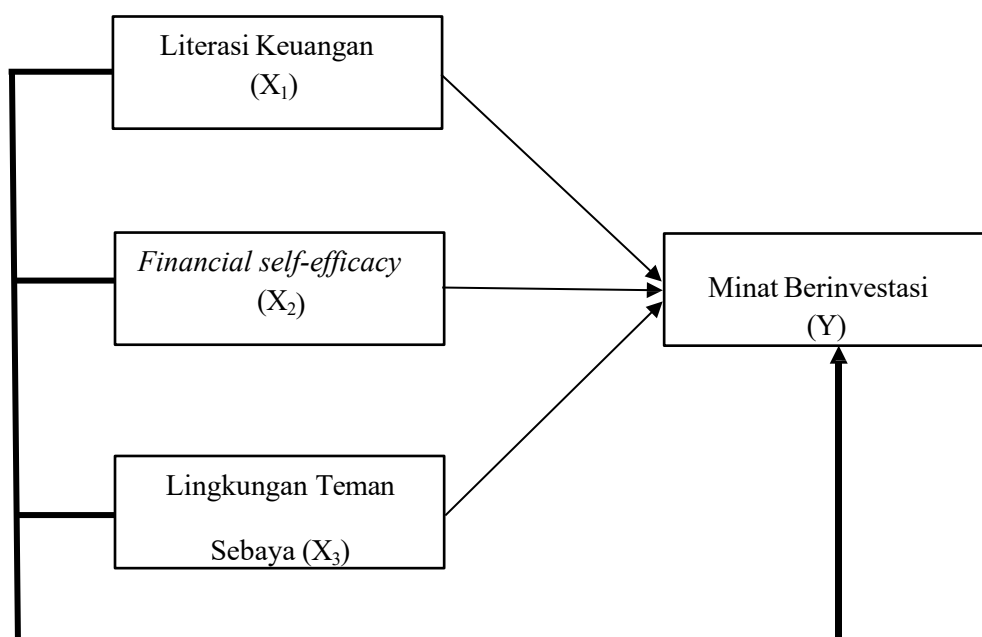 Literasi Keuangan
(X₁)
Financial self-efficacy
(X₂)
Minat Berinvestasi
(Y)
Lingkungan Teman
Sebaya (X₃)